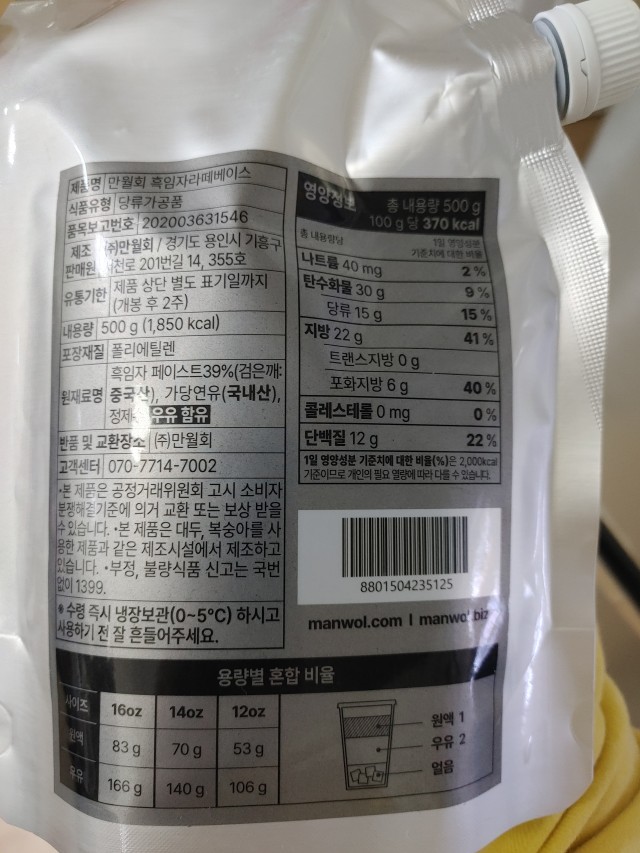 제품명 만월회 흑임자라떼베이스
식품유형 당류가공품
품목보고번호 202003631546
제조 (주)만월회 / 경기도 용인시 기흥구
판매원 천로 201번길 14, 355호
유통기한 제품 상단 별도 표기일까지
(개봉 후 2주)
내용량 500 g (1,850 kcal)
포장재질 폴리에틸렌
원재료명 흑임자 페이스트39%(검은깨:
중국산), 가당연유(국내산),
정제 우유 함유
반품 및 교환장소 (주)만월회
고객센터 070-7714-7002
•본 제품은 공정거래위원회 고시 소비자
분쟁해결기준에 의거 교환 또는 보상 받을
수 있습니다. •본 제품은 대두, 복숭아를 사
용한 제품과 같은 제조시설에서 제조하고
있습니다. •부정, 불량식품 신고는 국번
없이 1399.
* 수령 즉시 냉장보관(0~5°C) 하시고
사용하기 전 잘 흔들어주세요.
영양정보 총 내용량 500 g
100 g 당 370 kcal
총 내용량당 1일 영양성분
기준치에 대한 비율
나트륨 40 mg 2 %
탄수화물 30 g 9 %
당류 15 g 15 %
지방 22 g 41 %
트랜스지방 0 g
포화지방 6 g 40 %
콜레스테롤 0 mg 0 %
단백질 12 g 22 %
1일 영양성분 기준치에 대한 비율(%)은 2,000kcal
기준이므로 개인의 필요 열량에 따라 다를 수 있습니다.
8801504235125
manwol.com I manwol.biz
용량별 혼합 비율
사이즈 16oz 14oz 12oz
원액 83 g 70 g 53 g
우유 166 g 140 g 106 g
원액 1
우유 2
얼음